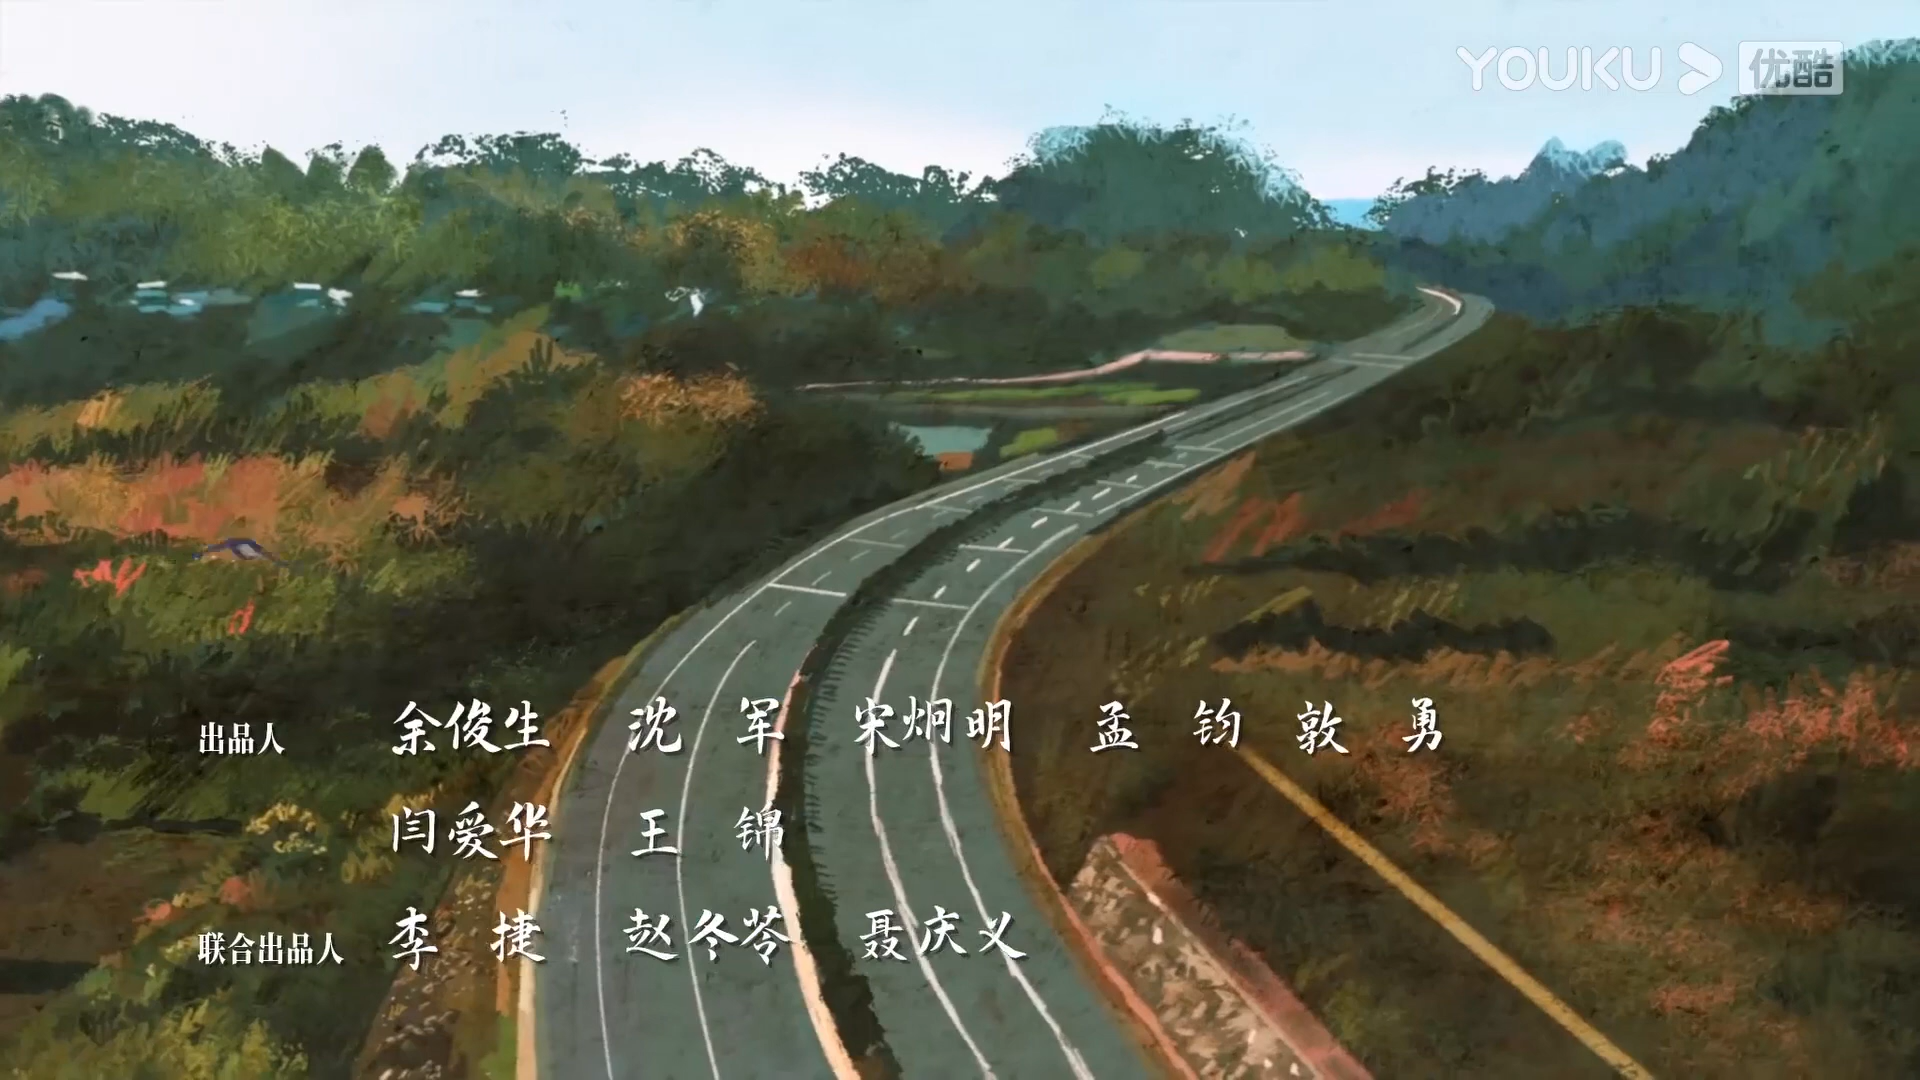 YOUKU 优酷
出品人 余俊生 沈军 宋炯明 孟钧 敦勇
闫爱华 王锦
联合出品人 李捷 赵冬苓 聂庆义